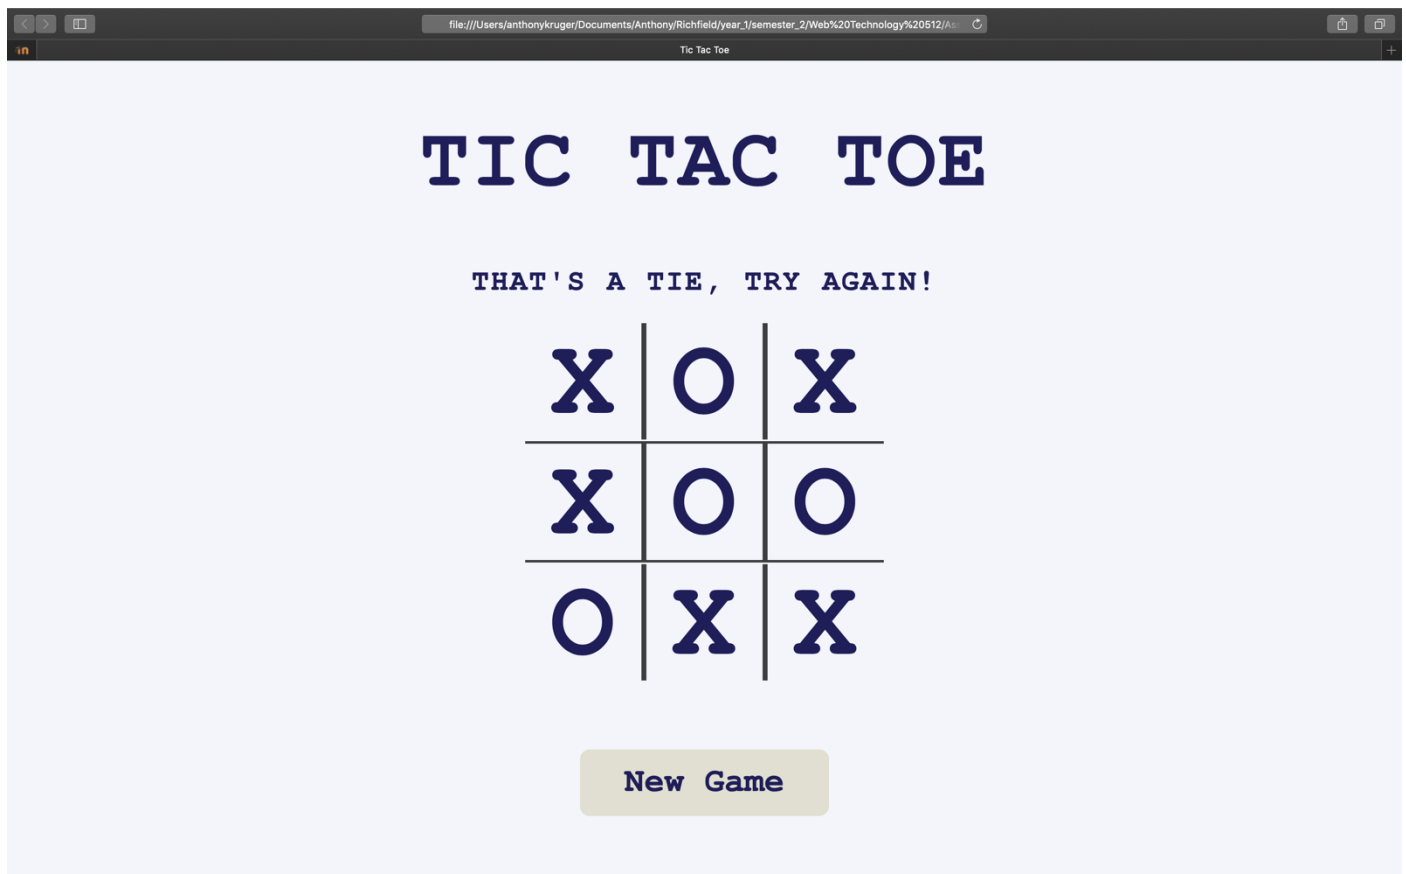 file:///Users/anthonykruger/Documents/Anthony/Richfield/year_1/semester_2/Web%20Technology%20512/
in
Tic Tac Toe
TIC TAC TOE
THAT'S A TIE, TRY AGAIN!
X O X
X O O
O X X
New Game